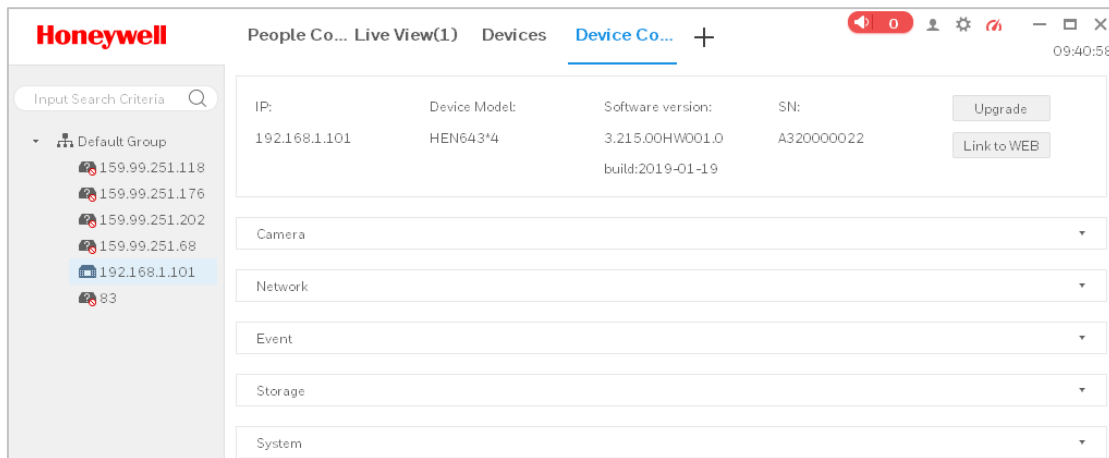 Honeywell
People Co... Live View(1) Devices Device Co... +
0
09:40:58
Input Search Criteria
Default Group
159.99.251.118
159.99.251.176
159.99.251.202
159.99.251.68
192.168.1.101
83
IP: Device Model: Software version: SN:
192.168.1.101 HEN643*4 3.215.00HW001.0 A320000022
build:2019-01-19
Upgrade
Link to WEB
Camera
Network
Event
Storage
System